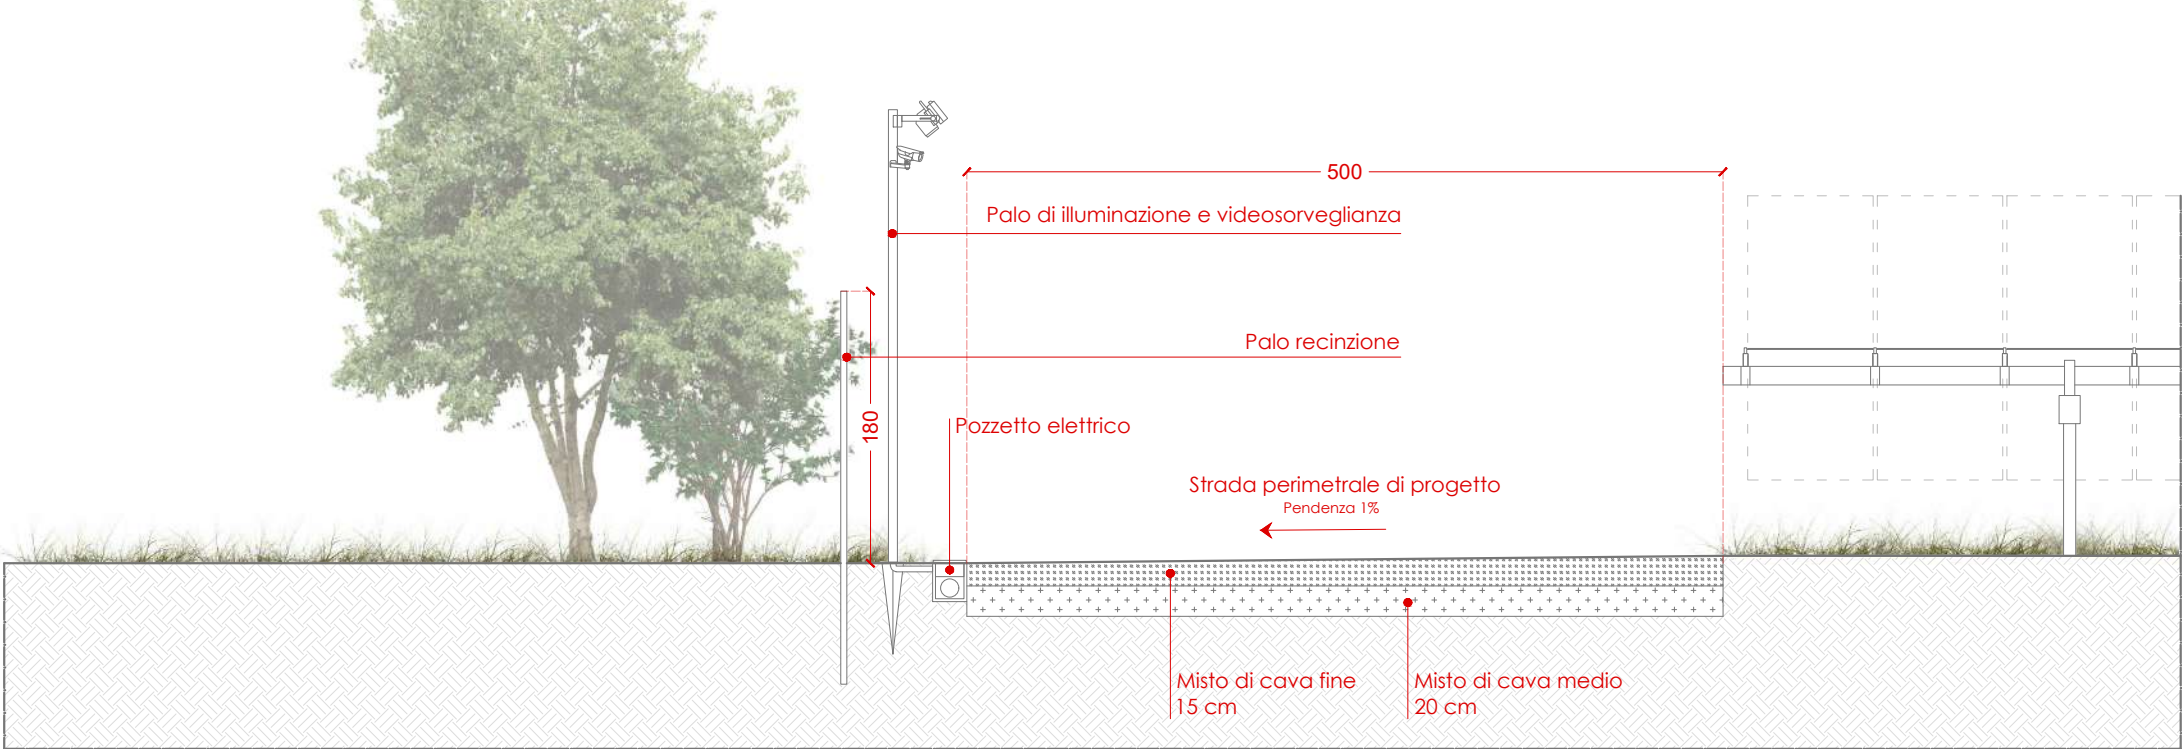 500
Palo di illuminazione e videosorveglianza
Palo recinzione
180
Pozzetto elettrico
Strada perimetrale di progetto
Pendenza 1%
Misto di cava fine
15 cm
Misto di cava medio
20 cm